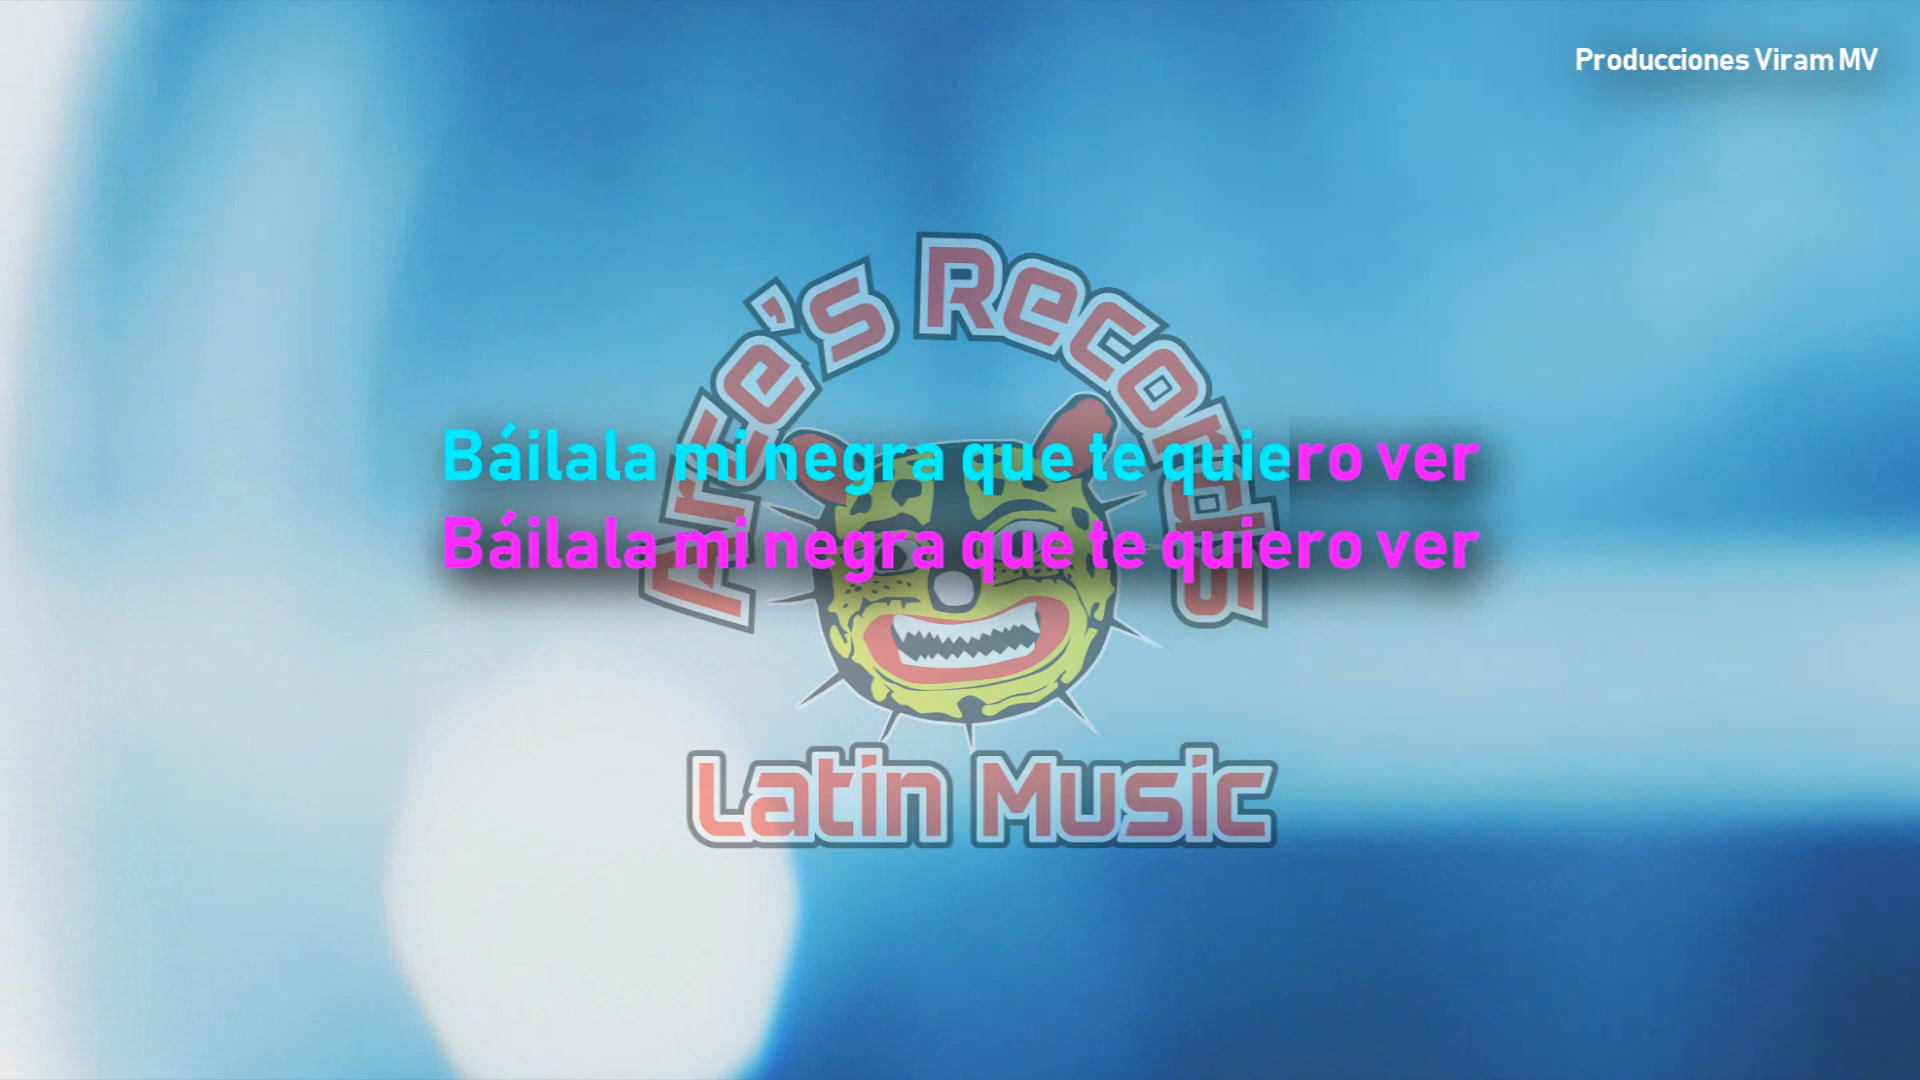 Producciones Viram MV
Arce's Records
Báilala mi negra que te quiero ver
Báilala mi negra que te quiero ver
Latin Music